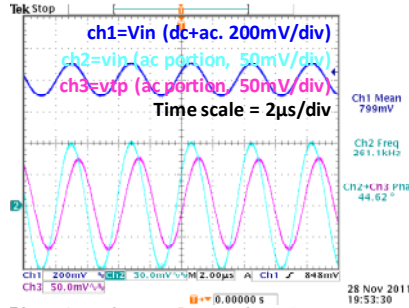 Tek Stop
ch1=Vin (dc+ac. 200mV/div)
ch2=vin (ac portion, 50mV/div)
ch3=vtp (ac portion, 50mV/div)
Time scale = 2µs/div
Ch1 Mean
799mV
Ch2 Freq
261.1kHz
Ch2+Ch3 Pha
44.62°
2
Ch1 200mV Ch2 50.0mV M 2.00µs A Ch1 848mV
Ch3 50.0mV
0.00000 s
28 Nov 2011
19:53:30